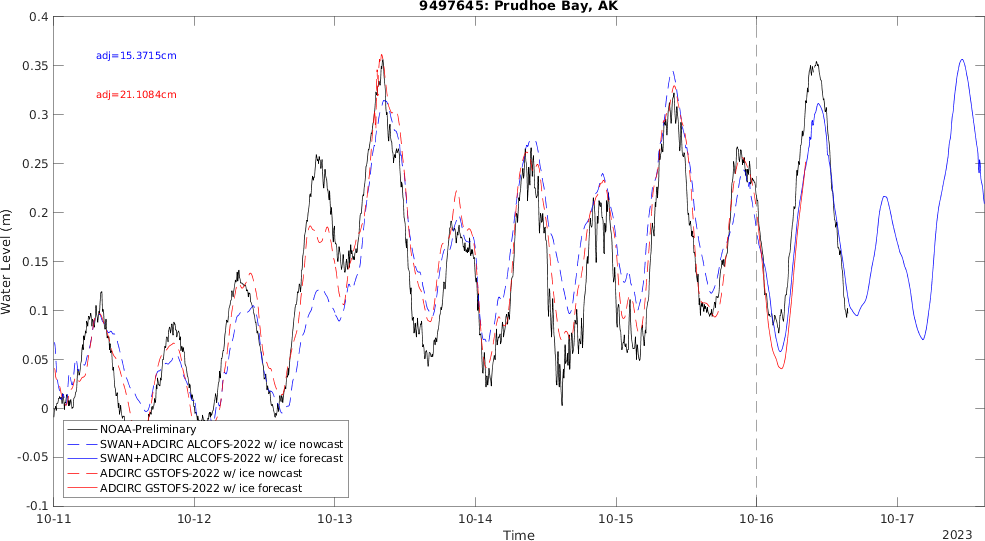 9497645: Prudhoe Bay, AK
0.4
0.35
0.3
0.25
0.2
0.15
0.1
0.05
0
-0.05
-0.1
Water Level (m)
adj=15.3715cm
adj=21.1084cm
NOAA-Preliminary
SWAN+ADCIRC ALCOFS-2022 w/ ice nowcast
SWAN+ADCIRC ALCOFS-2022 w/ ice forecast
ADCIRC GSTOFS-2022 w/ ice nowcast
ADCIRC GSTOFS-2022 w/ ice forecast
10-11 10-12 10-13 10-14 10-15 10-16 10-17
Time
2023